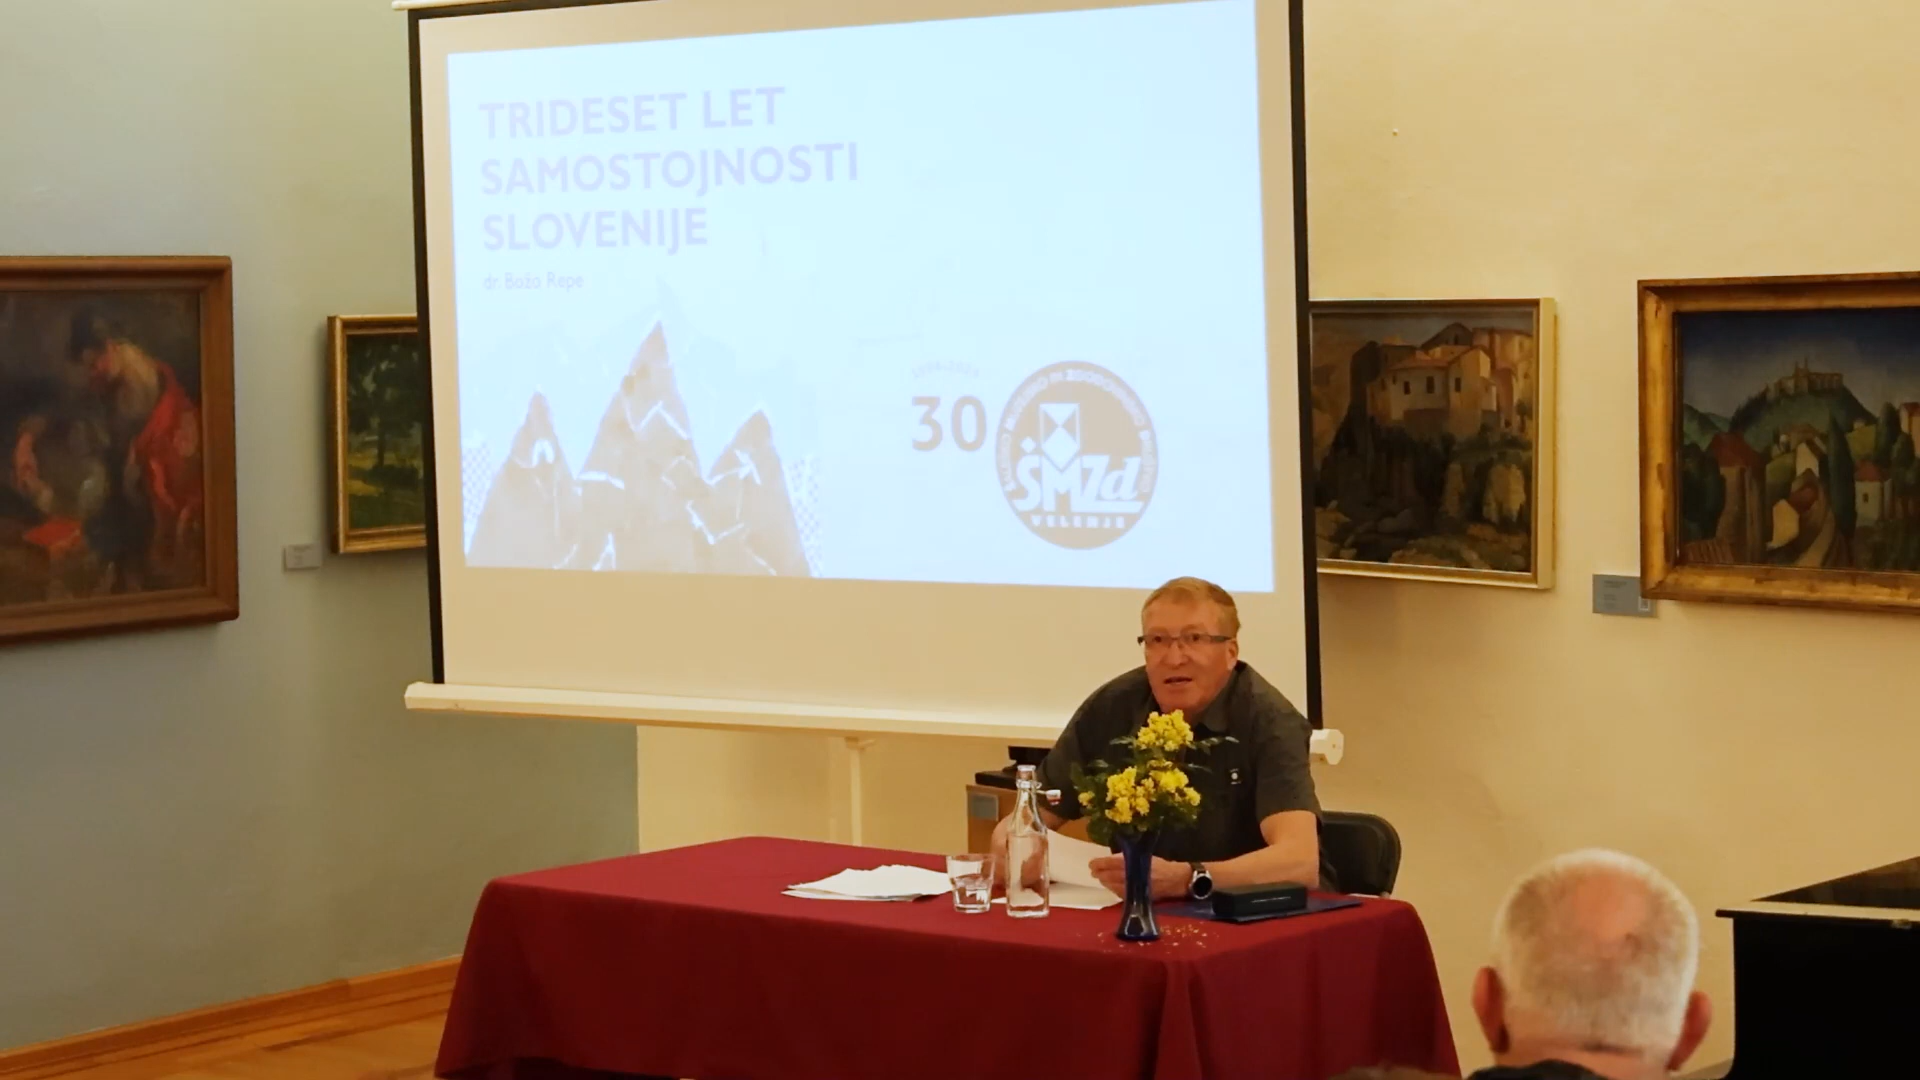 TRIDESET LET
SAMOSTOJNOSTI
SLOVENIJE
dr. Božo Repe
30
ŠMZd
VELENJE